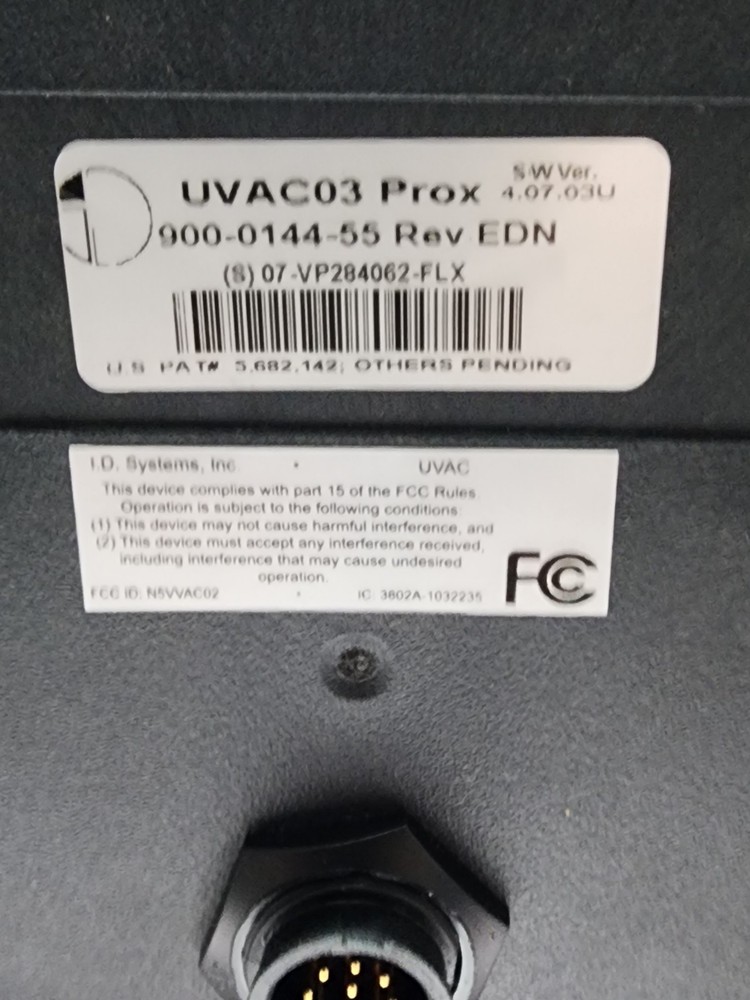 UVAC03 Prox
S·W Ver.
4.07.03U
900-0144-55 Rev EDN
(S) 07-VP284062-FLX
U.S PAT# 5,682,142; OTHERS PENDING
I.D. Systems, Inc. · UVAC
This device complies with part 15 of the FCC Rules.
Operation is subject to the following conditions:
(1) This device may not cause harmful interference, and
(2) This device must accept any interference received,
including interference that may cause undesired
operation.
FCC ID: N5VVAC02 · IC: 3802A-1032235
FC